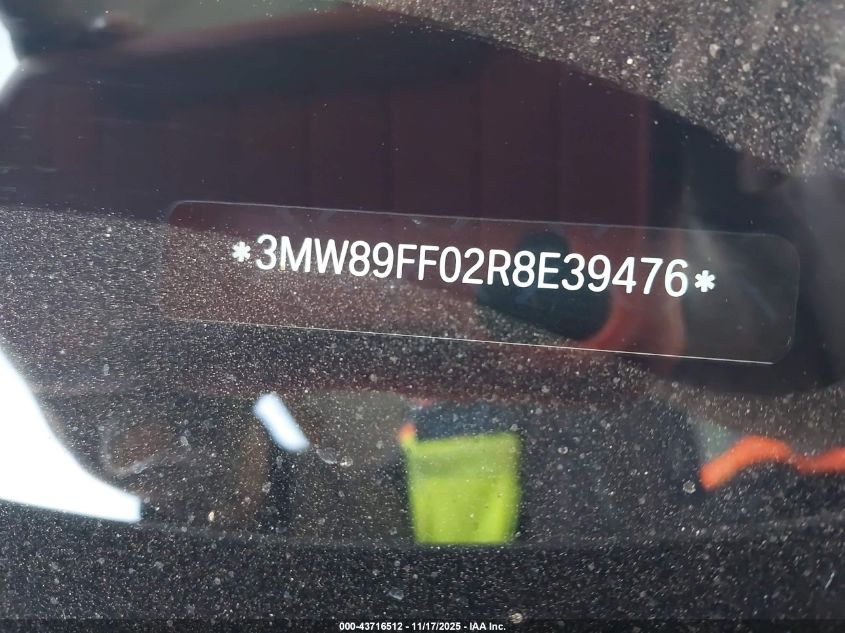 *3MW89FF02R8E39476*
000-43716512 - 11/17/2025 - IAA Inc.